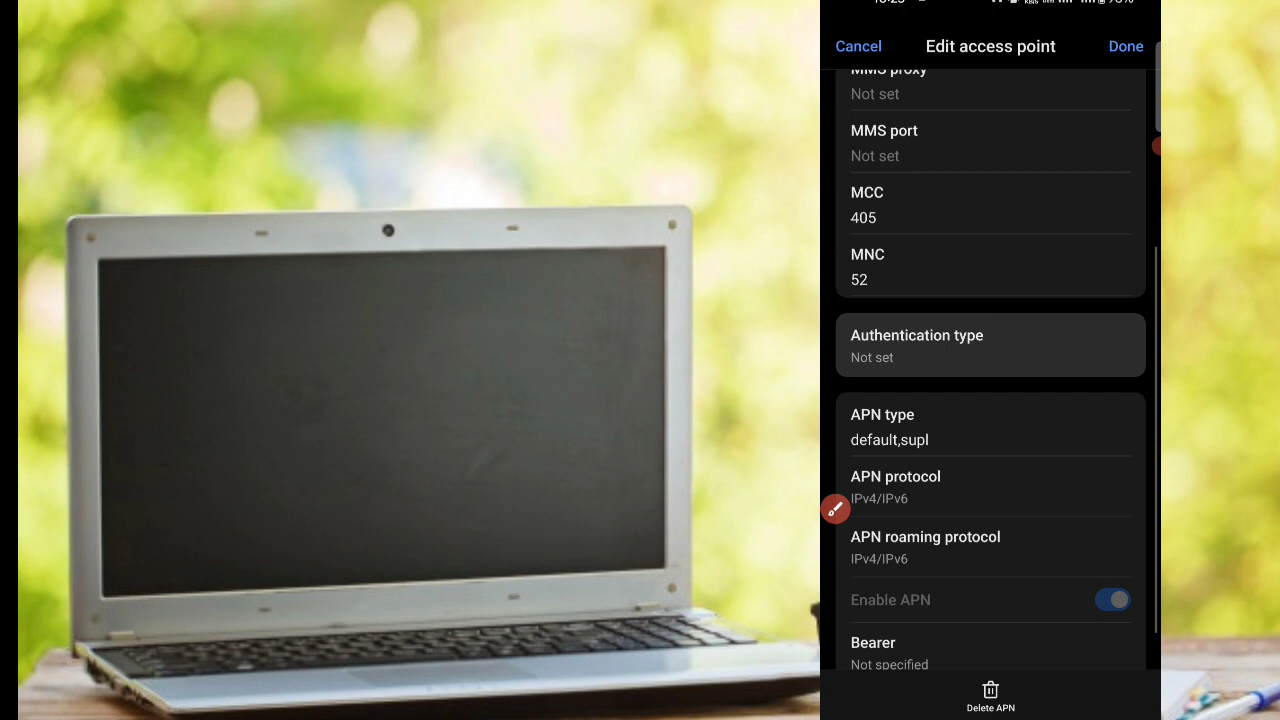 Cancel
Edit access point
Done
MMS proxy
Not set
MMS port
Not set
MCC
405
MNC
52
Authentication type
Not set
APN type
default,supl
APN protocol
IPv4/IPv6
APN roaming protocol
IPv4/IPv6
Enable APN
Bearer
Not specified
Delete APN